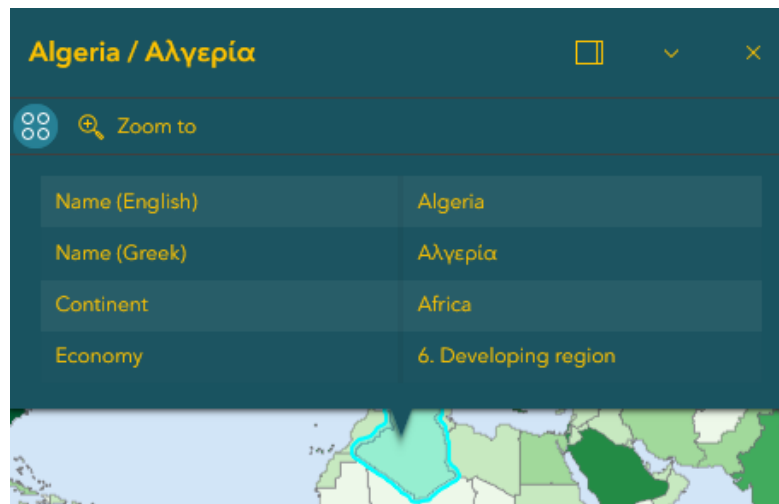 Algeria / Αλγερία
Zoom to
Name (English) Algeria
Name (Greek) Αλγερία
Continent Africa
Economy 6. Developing region